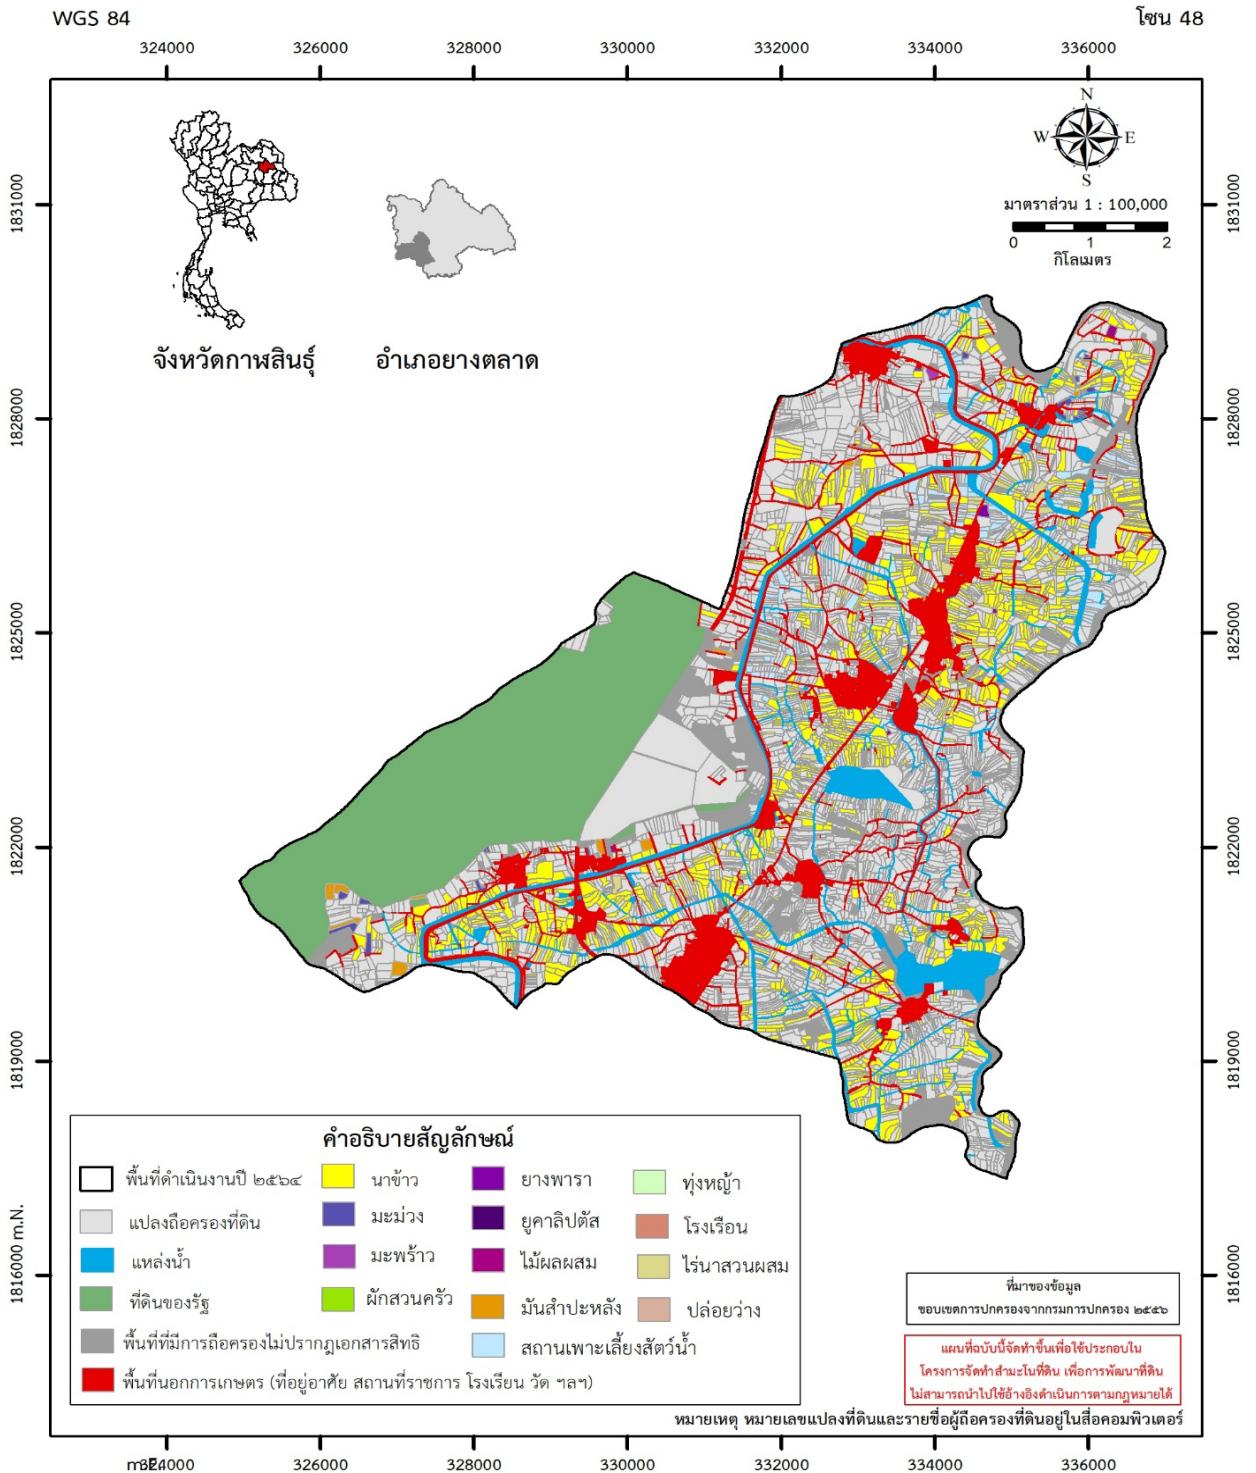 WGS 84
โซน 48
324000 326000 328000 330000 332000 334000 336000
N
W E
S
มาตราส่วน 1 : 100,000
0 1 2
กิโลเมตร
จังหวัดกาฬสินธุ์ อำเภอยางตลาด
1831000 1831000
1828000 1828000
1825000 1825000
1822000 1822000
1819000 1819000
1816000 m.N. 1816000
คำอธิบายสัญลักษณ์
พื้นที่ดำเนินงานปี ๒๕๖๔
แปลงถือครองที่ดิน
แหล่งน้ำ
ที่ดินของรัฐ
พื้นที่ที่มีการถือครองไม่ปรากฏเอกสารสิทธิ
พื้นที่นอกการเกษตร (ที่อยู่อาศัย สถานที่ราชการ โรงเรียน วัด ฯลฯ)
นาข้าว
มะม่วง
มะพร้าว
ผักสวนครัว
ยางพารา
ยูคาลิปตัส
ไม้ผลผสม
มันสำปะหลัง
สถานเพาะเลี้ยงสัตว์น้ำ
ทุ่งหญ้า
โรงเรือน
ไร่นาสวนผสม
ปล่อยว่าง
ที่มาของข้อมูล
ขอบเขตการปกครองจากกรมการปกครอง ๒๕๕๖
แผนที่ฉบับนี้จัดทำขึ้นเพื่อใช้ประกอบใน
โครงการจัดทำสำมะโนที่ดิน เพื่อการพัฒนาที่ดิน
ไม่สามารถนำไปใช้อ้างอิงดำเนินการตามกฎหมายได้
หมายเหตุ หมายเลขแปลงที่ดินและรายชื่อผู้ถือครองที่ดินอยู่ในสื่อคอมพิวเตอร์
324000 326000 328000 330000 332000 334000 336000